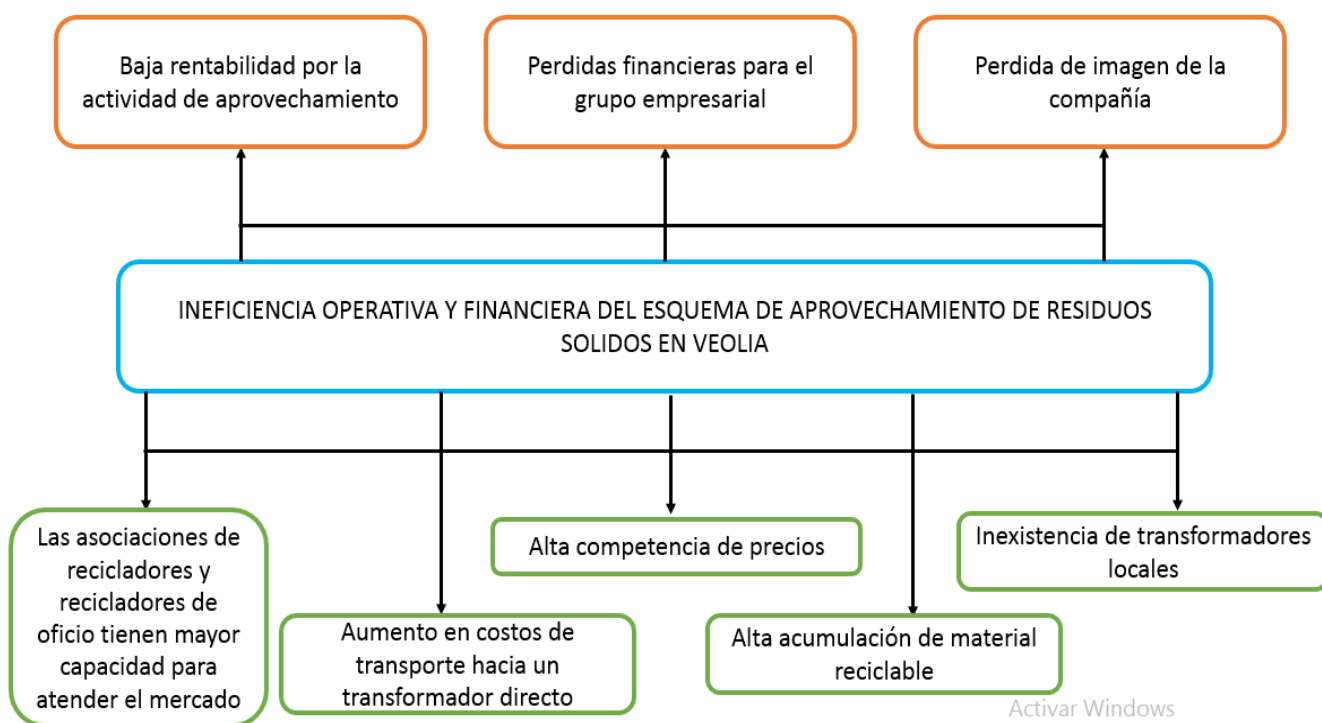 Baja rentabilidad por la
actividad de aprovechamiento
Perdidas financieras para el
grupo empresarial
Perdida de imagen de la
compañía
INEFICIENCIA OPERATIVA Y FINANCIERA DEL ESQUEMA DE APROVECHAMIENTO DE RESIDUOS
SOLIDOS EN VEOLIA
Las asociaciones de
recicladores y
recicladores de
oficio tienen mayor
capacidad para
atender el mercado
Aumento en costos de
transporte hacia un
transformador directo
Alta competencia de precios
Alta acumulación de material
reciclable
Inexistencia de transformadores
locales
Activar Windows